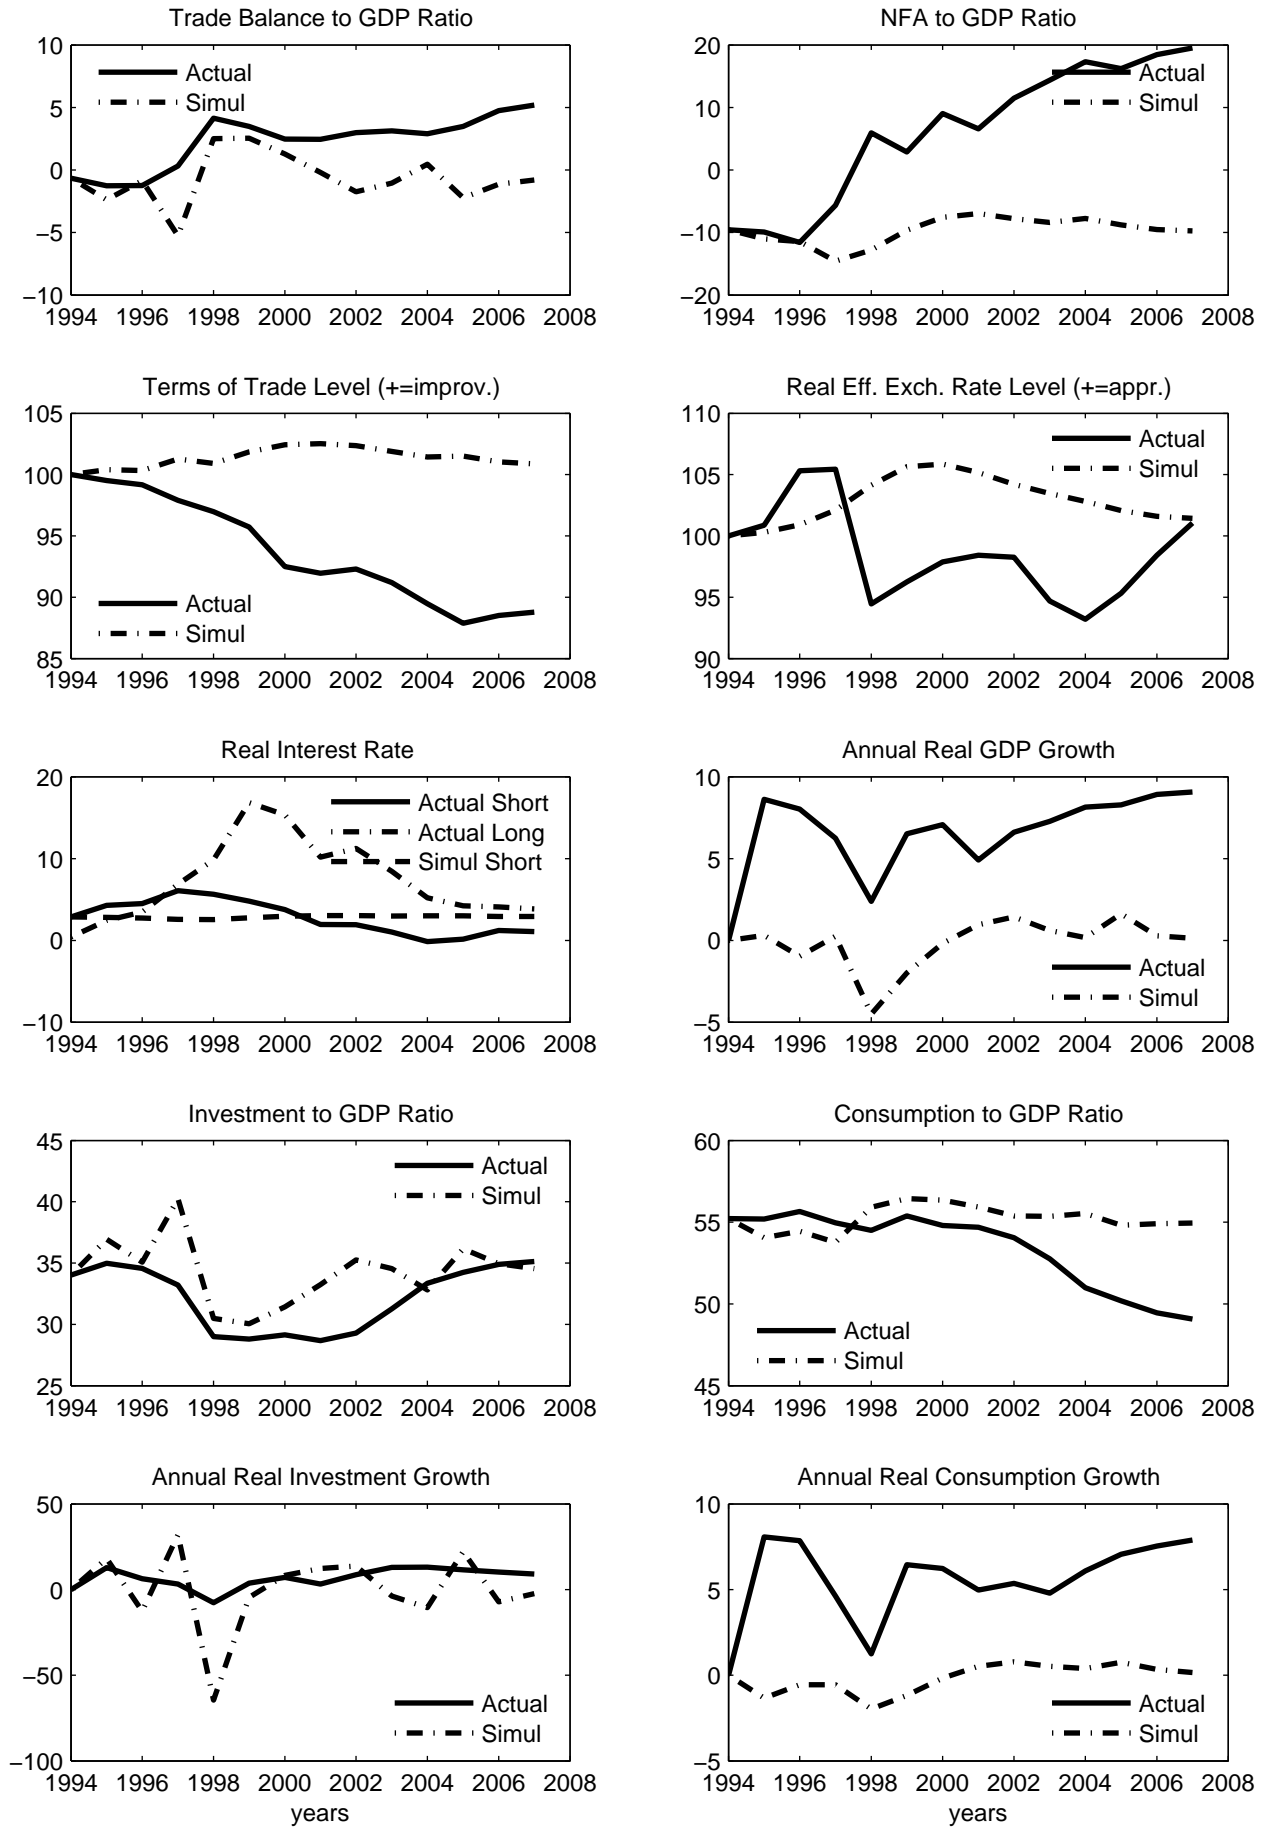 Trade Balance to GDP Ratio
10
5
0
−5
−10
1994 1996 1998 2000 2002 2004 2006 2008
Actual
Simul
NFA to GDP Ratio
20
10
0
−10
−20
1994 1996 1998 2000 2002 2004 2006 2008
Actual
Simul
Terms of Trade Level (+=improv.)
105
100
95
90
85
1994 1996 1998 2000 2002 2004 2006 2008
Actual
Simul
Real Eff. Exch. Rate Level (+=appr.)
110
105
100
95
90
1994 1996 1998 2000 2002 2004 2006 2008
Actual
Simul
Real Interest Rate
20
10
0
−10
1994 1996 1998 2000 2002 2004 2006 2008
Actual Short
Actual Long
Simul Short
Annual Real GDP Growth
10
5
0
−5
1994 1996 1998 2000 2002 2004 2006 2008
Actual
Simul
Investment to GDP Ratio
45
40
35
30
25
1994 1996 1998 2000 2002 2004 2006 2008
Actual
Simul
Consumption to GDP Ratio
60
55
50
45
1994 1996 1998 2000 2002 2004 2006 2008
Actual
Simul
Annual Real Investment Growth
50
0
−50
−100
1994 1996 1998 2000 2002 2004 2006 2008
years
Actual
Simul
Annual Real Consumption Growth
10
5
0
−5
1994 1996 1998 2000 2002 2004 2006 2008
years
Actual
Simul